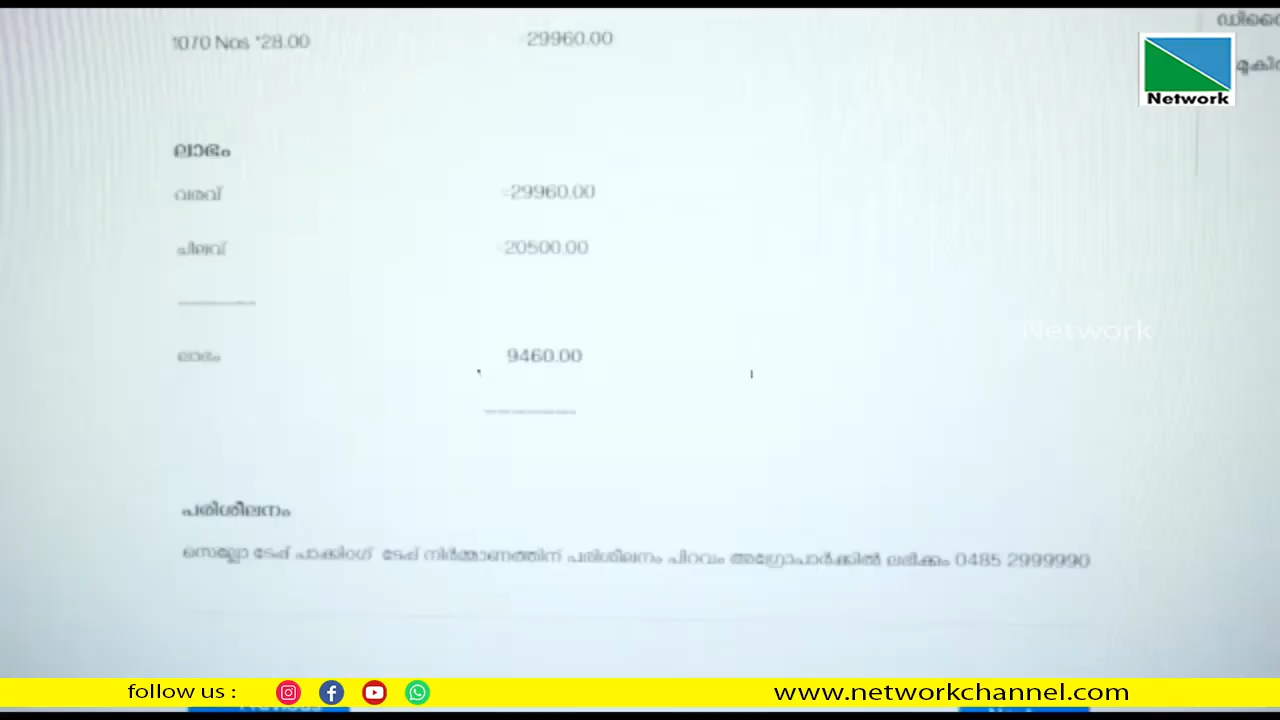 1070 Nos *28.00 29960.00
ലാഭം
വരവ് 29960.00
ചിലവ് 20500.00
ലാഭം 9460.00
പരിശീലനം
സെല്ലോ ടേപ്പ് പാക്കിംഗ് ടേപ്പ് നിർമ്മാണത്തിന് പരിശീലനം പിറവം അഗ്രോപാർക്കിൽ ലഭിക്കും 0485 2999990
Network
Network
follow us :
www.networkchannel.com